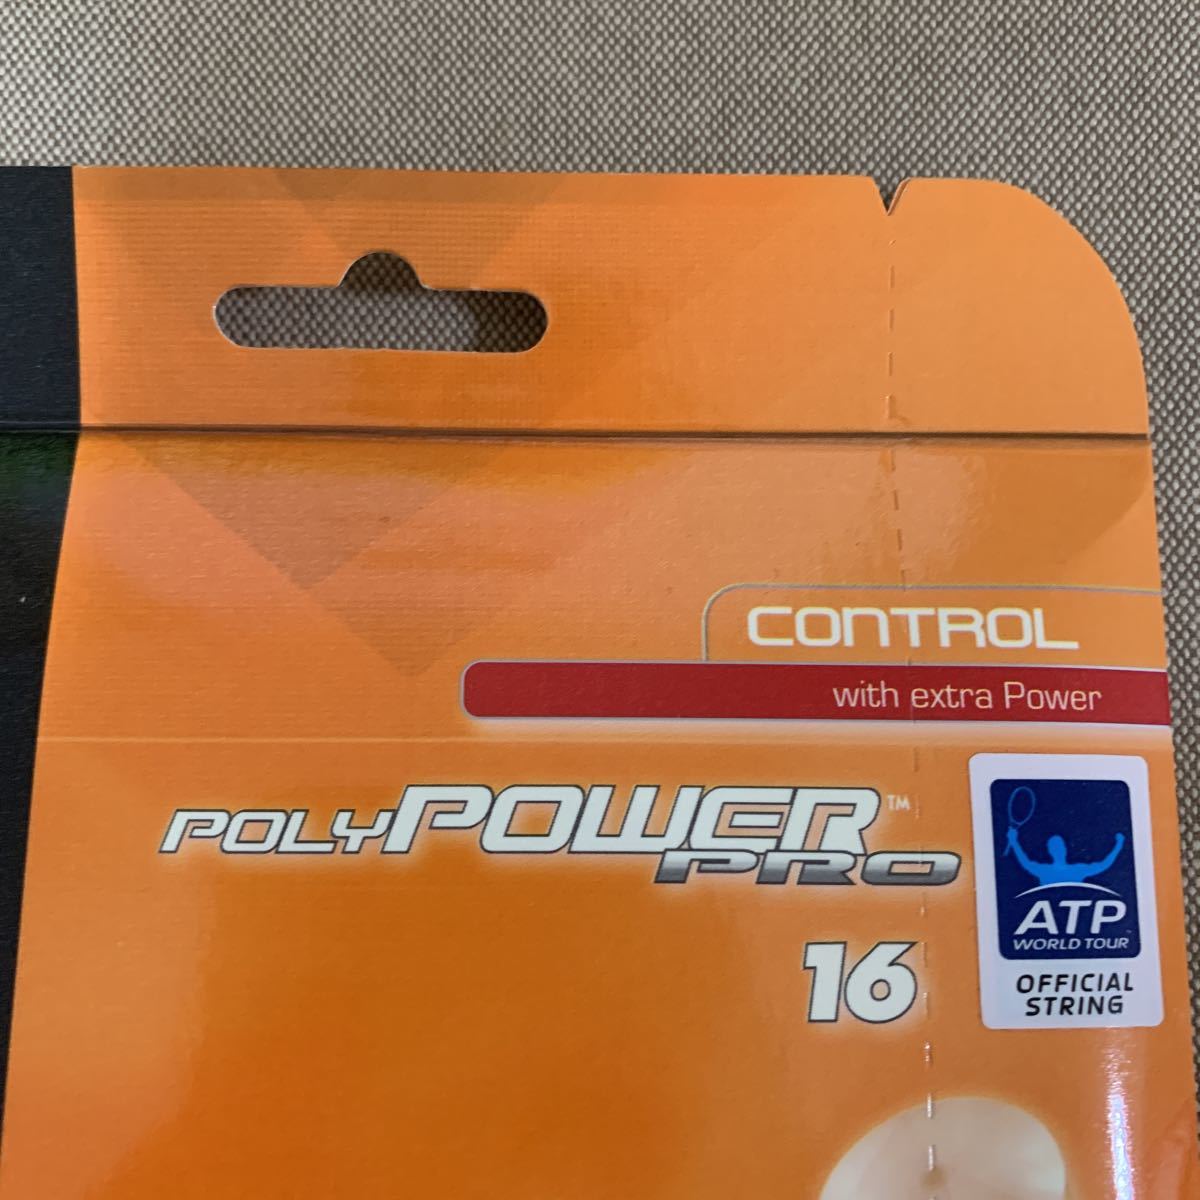 CONTROL
with extra Power
POLYPOWER™
PRO
16
ATP
WORLD TOUR
OFFICIAL
STRING